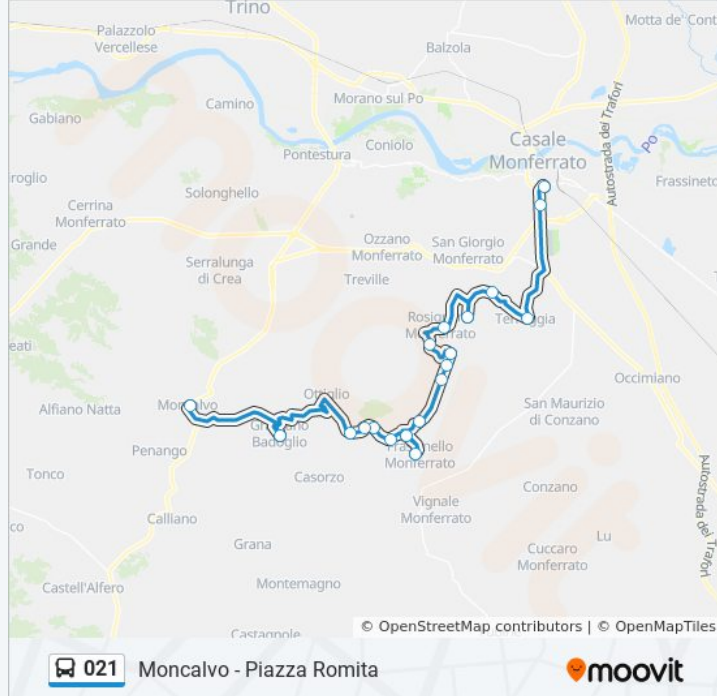 Trino
Motta de' Cont
Palazzolo
Vercellese
Balzola
Camino
Morano sul Po
Gabiano
Coniolo
Casale
Monferrato
Autostrada dei Trafori
Po
Pontestura
Frassineto
Solonghello
Cerrina
Monferrato
Grande
Ozzano
Monferrato
San Giorgio
Monferrato
Serralunga
di Crea
Treville
Occimiano
Ottiglio
Moncalvo
Alfiano Natta
San Maurizio
di Conzano
Penango
Monferrato
Badoglio
Tonco
Casorzo
Conzano
Autostrada dei Trafori
Vignale
Monferrato
Calliano
Lu
Grana
Cuccaro
Monferrato
Castell'Alfero
Montemagno
Castagnole
© OpenStreetMap contributors | © OpenMapTiles
021 Moncalvo - Piazza Romita
moovit